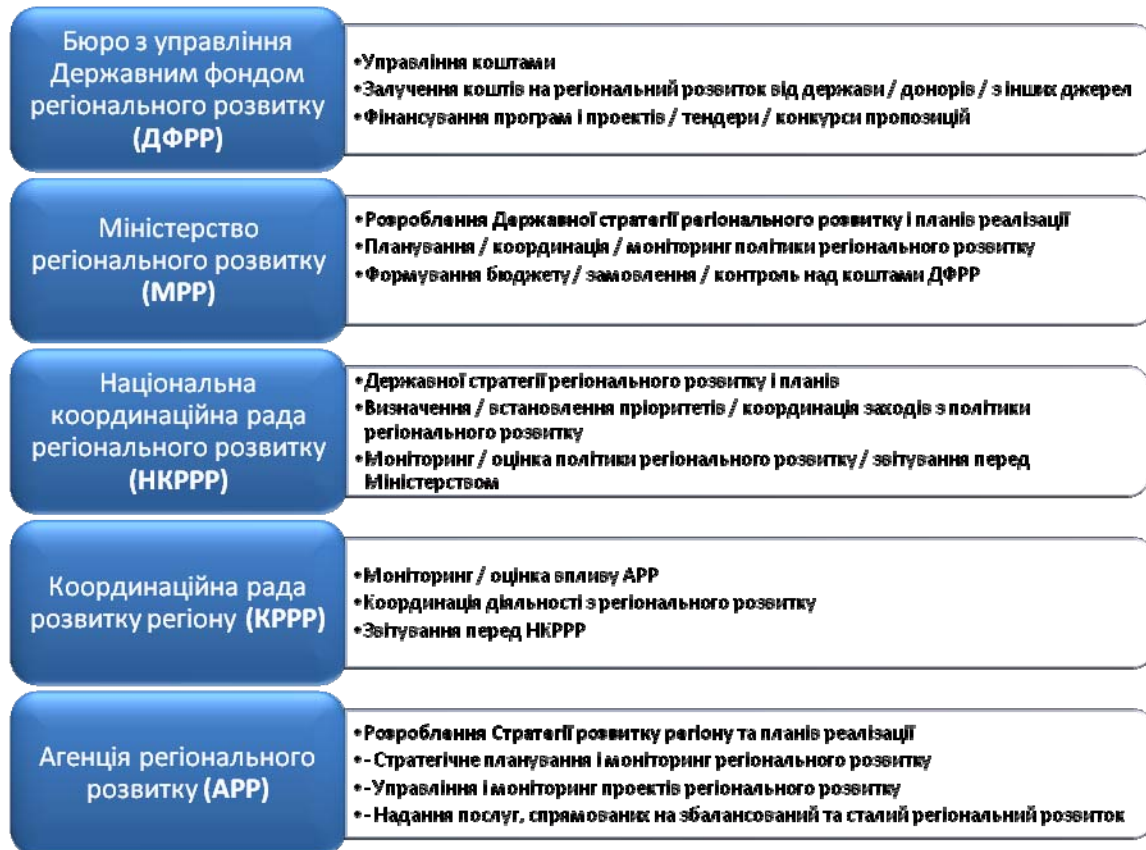 Бюро з управління
Державним фондом
регіонального розвитку
(ДФРР)
•Управління коштами
•Залучення коштів на регіональний розвиток від держави / донорів / з інших джерел
•Фінансування програм і проектів / тендери / конкурси пропозицій
Міністерство
регіонального розвитку
(МРР)
•Розроблення Державної стратегії регіонального розвитку і планів реалізації
•Планування / координація / моніторинг політики регіонального розвитку
•Формування бюджету / замовлення / контроль над коштами ДФРР
Національна
координаційна рада
регіонального розвитку
(НКРРР)
•Державної стратегії регіонального розвитку і планів
•Визначення / встановлення пріоритетів / координація заходів з політики
регіонального розвитку
•Моніторинг / оцінка політики регіонального розвитку / звітування перед
Міністерством
Координаційна рада
розвитку регіону (КРРР)
•Моніторинг / оцінка впливу АРР
•Координація діяльності з регіонального розвитку
•Звітування перед НКРРР
Агенція регіонального
розвитку (АРР)
•Розроблення Стратегії розвитку регіону та планів реалізації
•- Стратегічне планування і моніторинг регіонального розвитку
•-Управління і моніторинг проектів регіонального розвитку
•- Надання послуг, спрямованих на збалансований та сталий регіональний розвиток